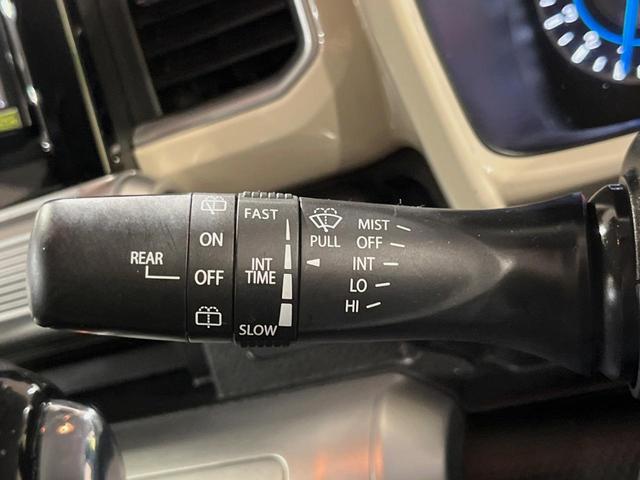 REAR
ON
OFF
FAST
INT
TIME
SLOW
PULL
MIST
OFF
INT
LO
HI